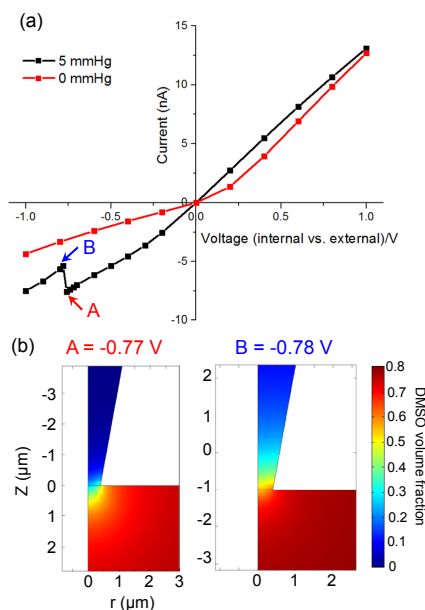 (a)
5 mmHg
0 mmHg
Current (nA)
15
10
5
0.0
-1.0 -0.5 0.5 1.0
Voltage (internal vs. external)/V
B
-5
A
-10
(b)
A = -0.77 V B = -0.78 V
Z (µm)
-3
-2
-1
0
1
2
0 1 2 3
r (µm)
2
1
0
-1
-2
-3
0 1 2
0.8
0.7
0.6
0.5
0.4
0.3
0.2
0.1
0
DMSO volume fraction